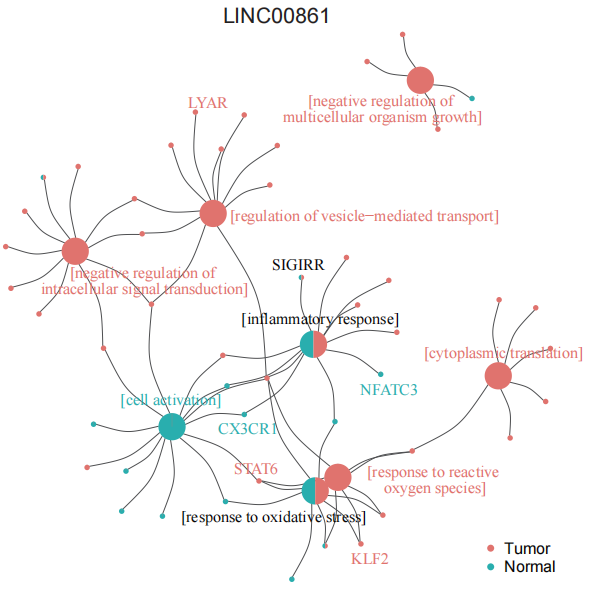 LINC00861
[negative regulation of
multicellular organism growth]
LYAR
[regulation of vesicle−mediated transport]
[negative regulation of
intracellular signal transduction]
SIGIRR
[inflammatory response]
[cytoplasmic translation]
NFATC3
[cell activation]
CX3CR1
STAT6
[response to reactive
oxygen species]
[response to oxidative stress]
KLF2
Tumor
Normal